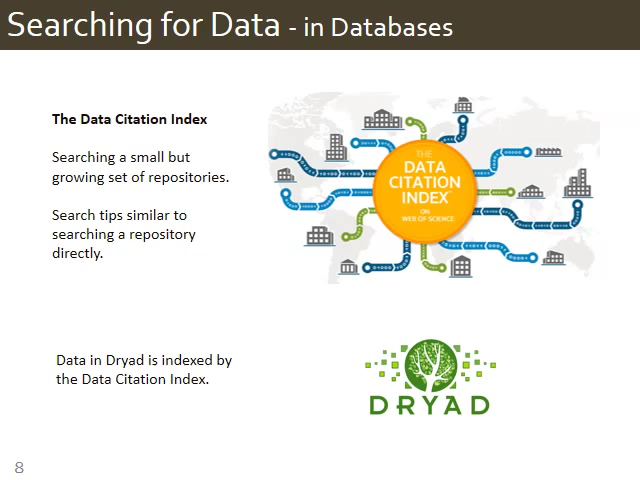 Searching for Data - in Databases
The Data Citation Index
Searching a small but
growing set of repositories.
Search tips similar to
searching a repository
directly.
THE
DATA
CITATION
INDEX™
ON
WEB OF SCIENCE™
Data in Dryad is indexed by
the Data Citation Index.
DRYAD
8